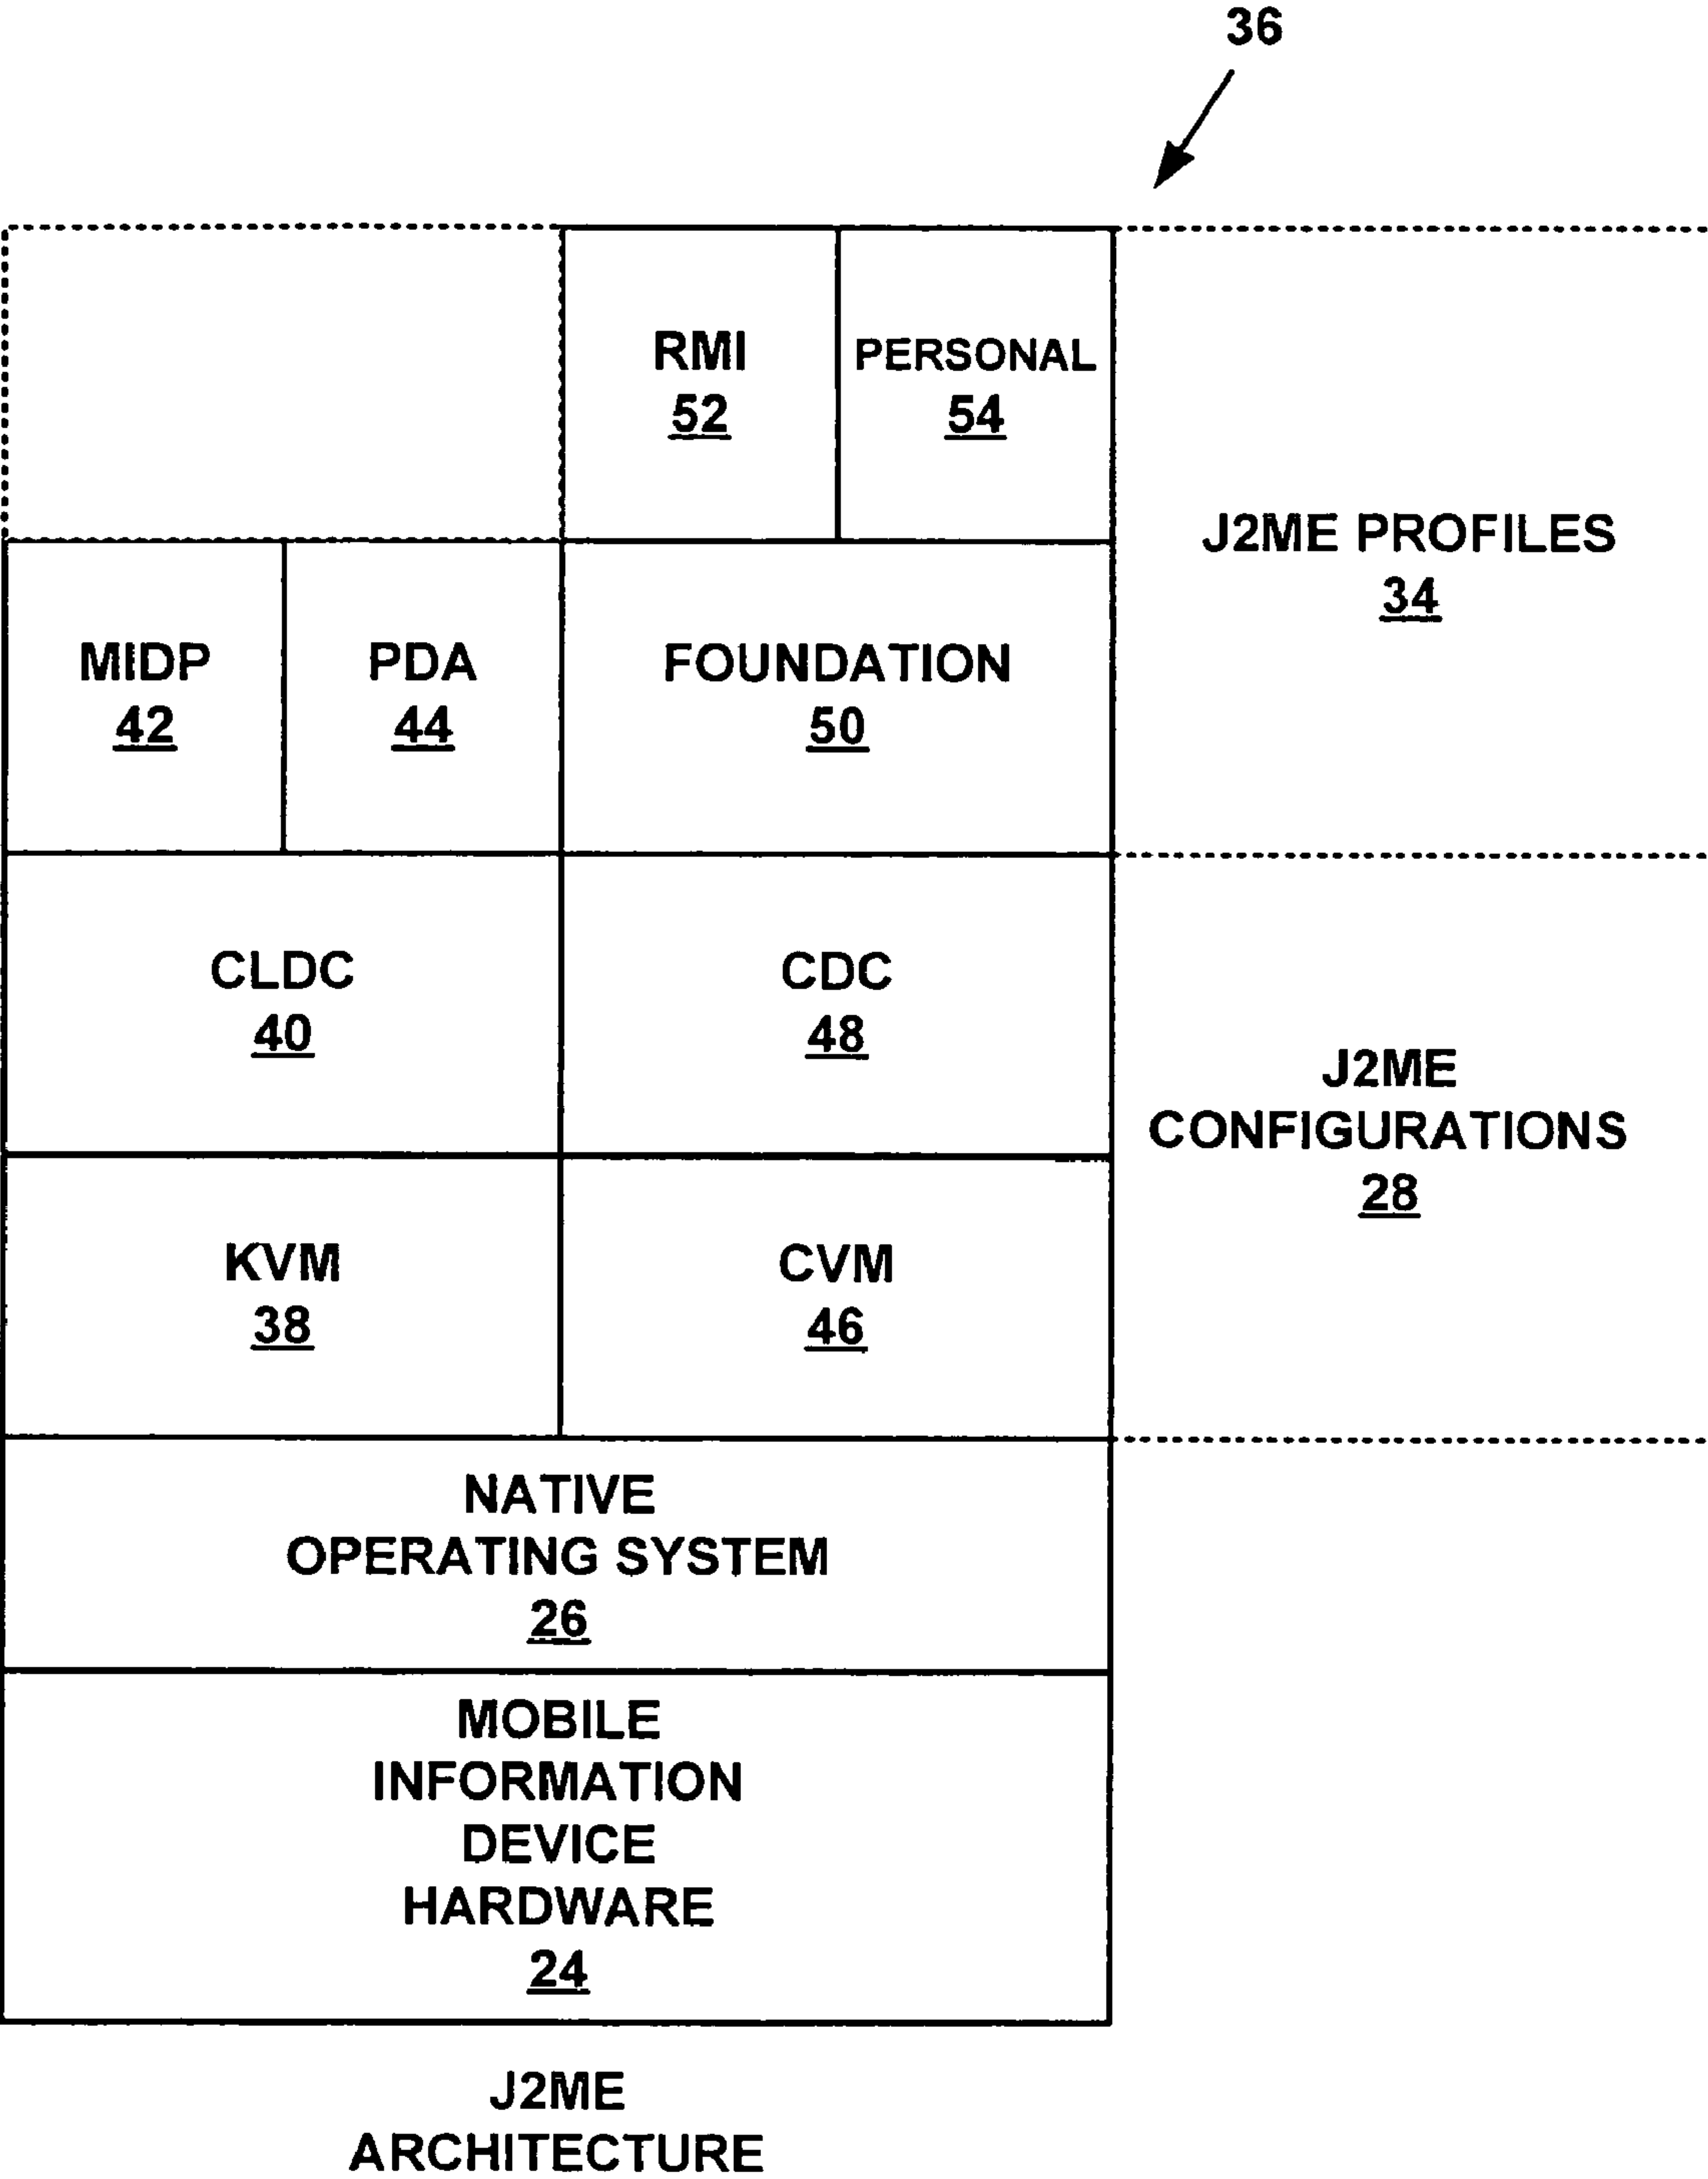 36
RMI
52
PERSONAL
54
J2ME PROFILES
34
MIDP
42
PDA
44
FOUNDATION
50
CLDC
40
CDC
48
J2ME
CONFIGURATIONS
28
KVM
38
CVM
46
NATIVE
OPERATING SYSTEM
26
MOBILE
INFORMATION
DEVICE
HARDWARE
24
J2ME
ARCHITECTURE